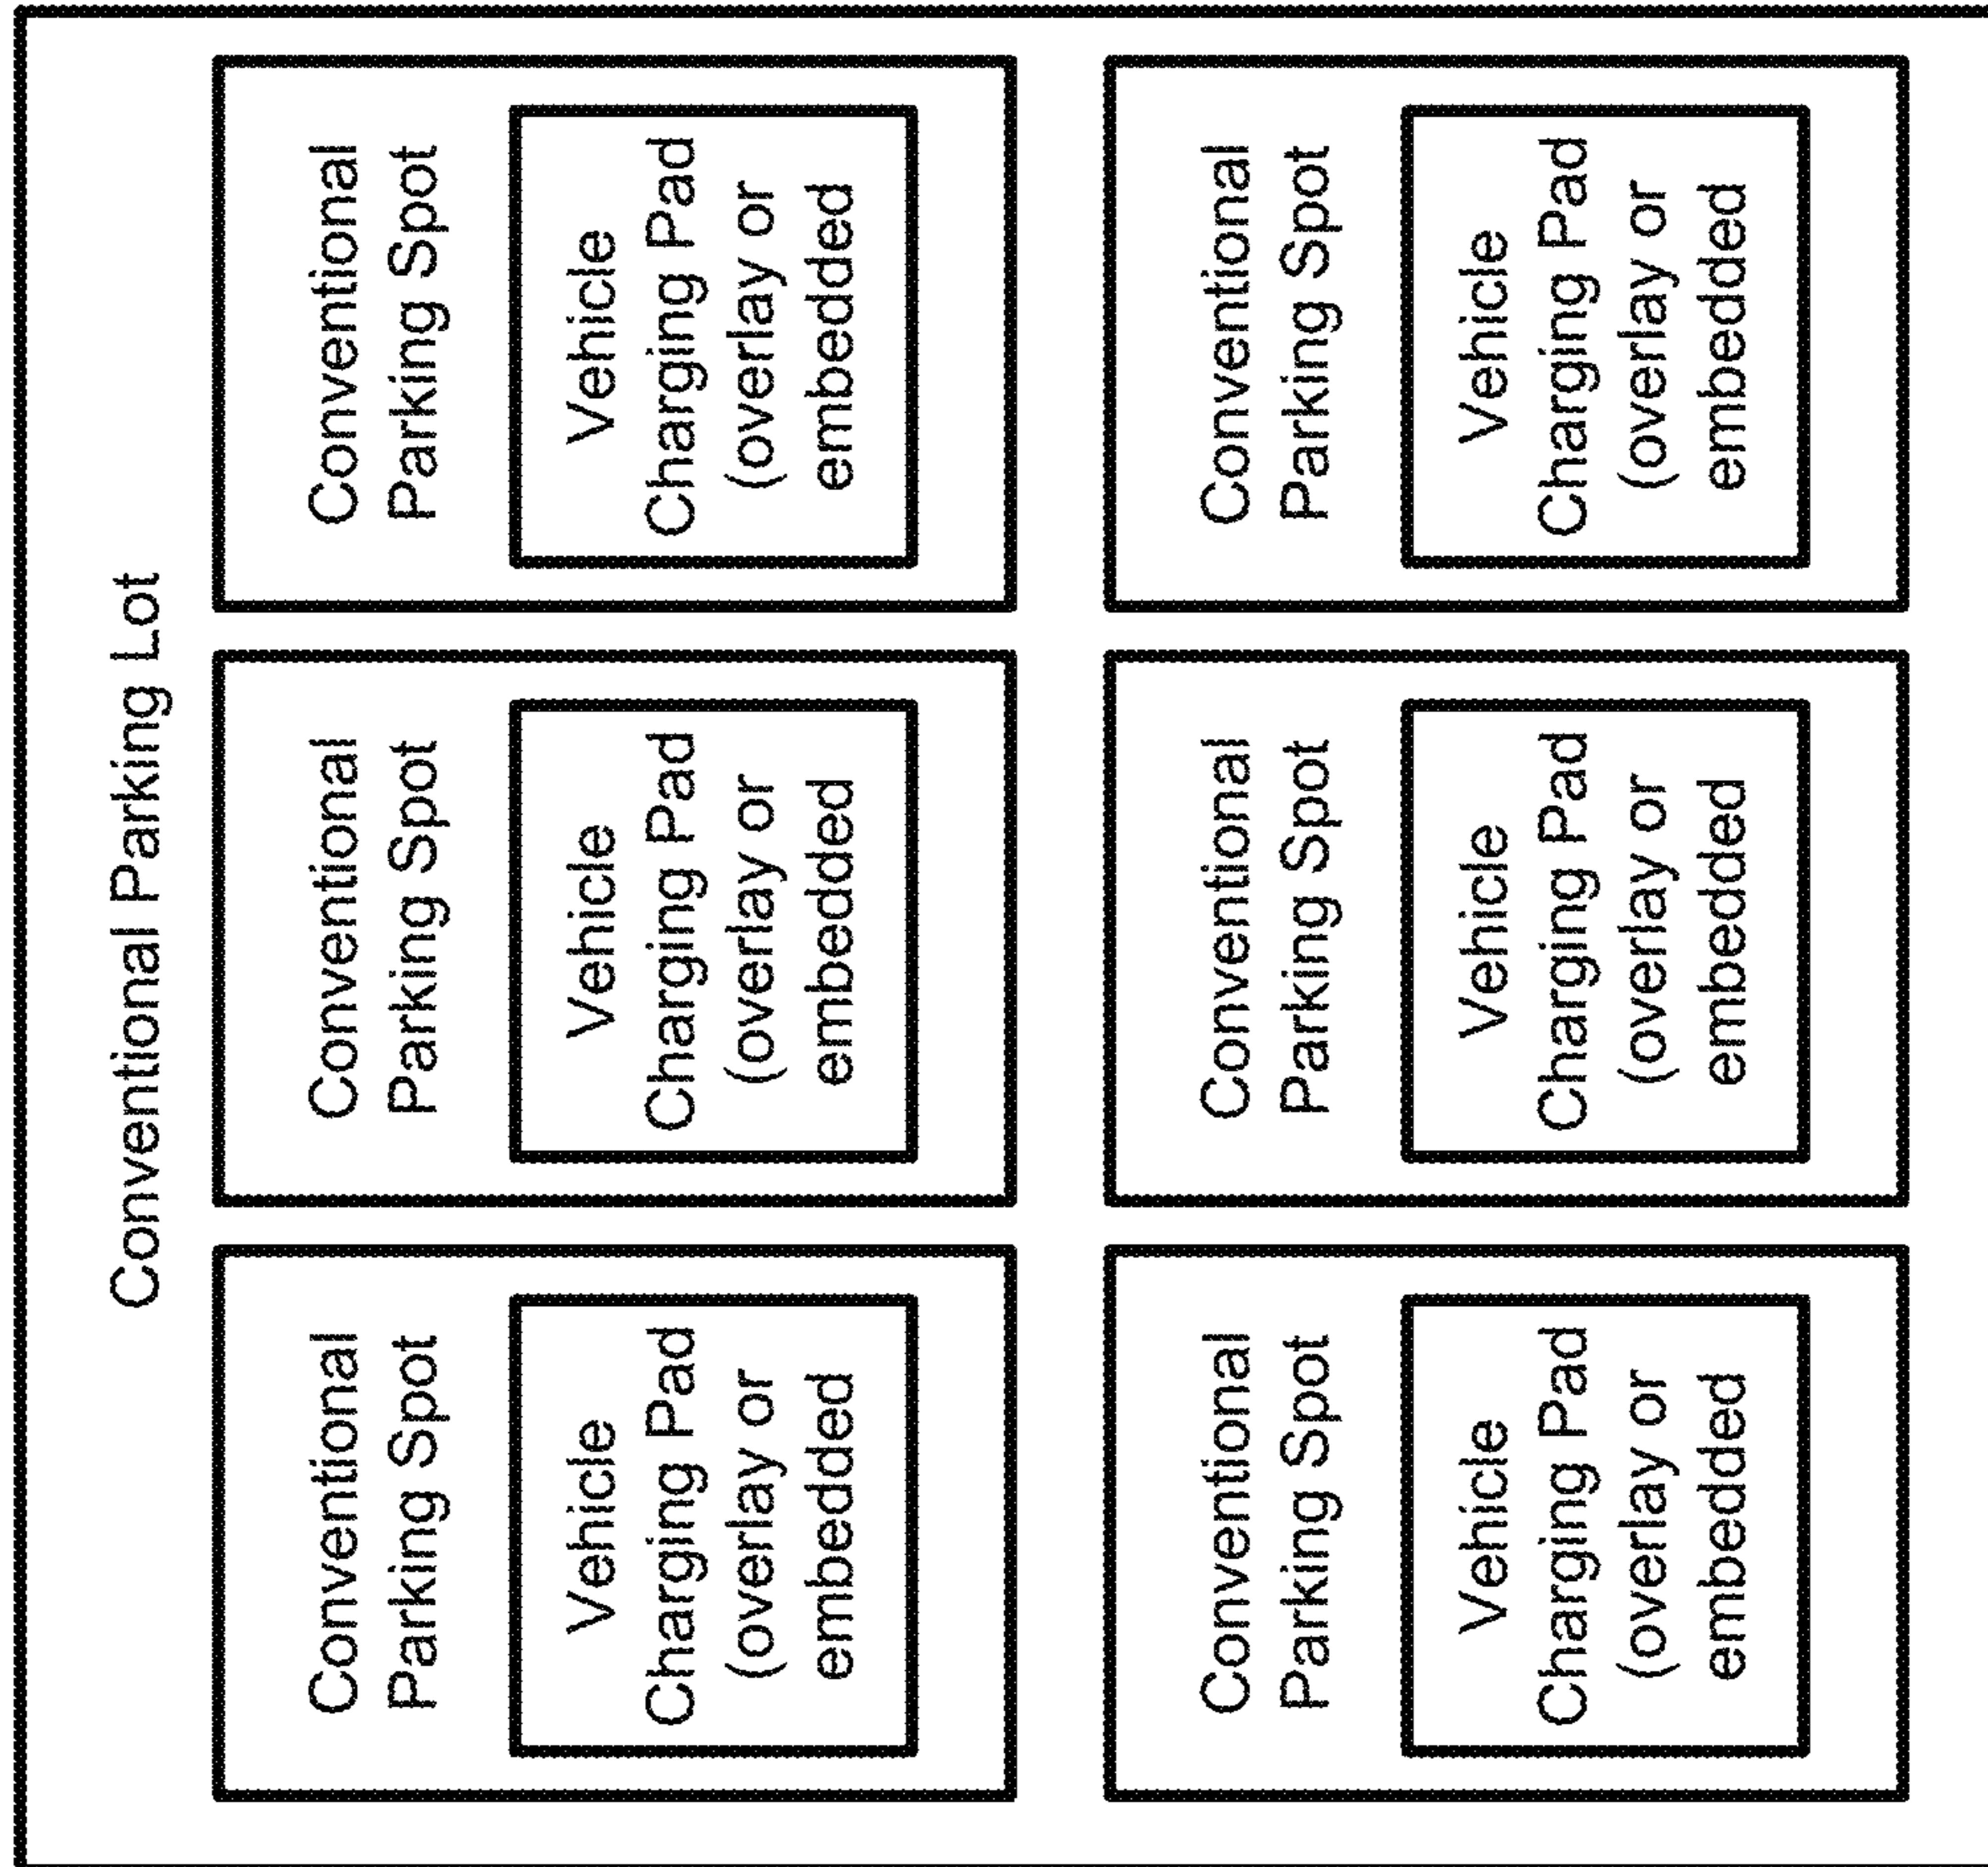 Conventional Parking Lot
Conventional
Parking Spot
Vehicle
Charging Pad
(overlay or
embedded
Conventional
Parking Spot
Vehicle
Charging Pad
(overlay or
embedded
Conventional
Parking Spot
Vehicle
Charging Pad
(overlay or
embedded
Conventional
Parking Spot
Vehicle
Charging Pad
(overlay or
embedded
Conventional
Parking Spot
Vehicle
Charging Pad
(overlay or
embedded
Conventional
Parking Spot
Vehicle
Charging Pad
(overlay or
embedded